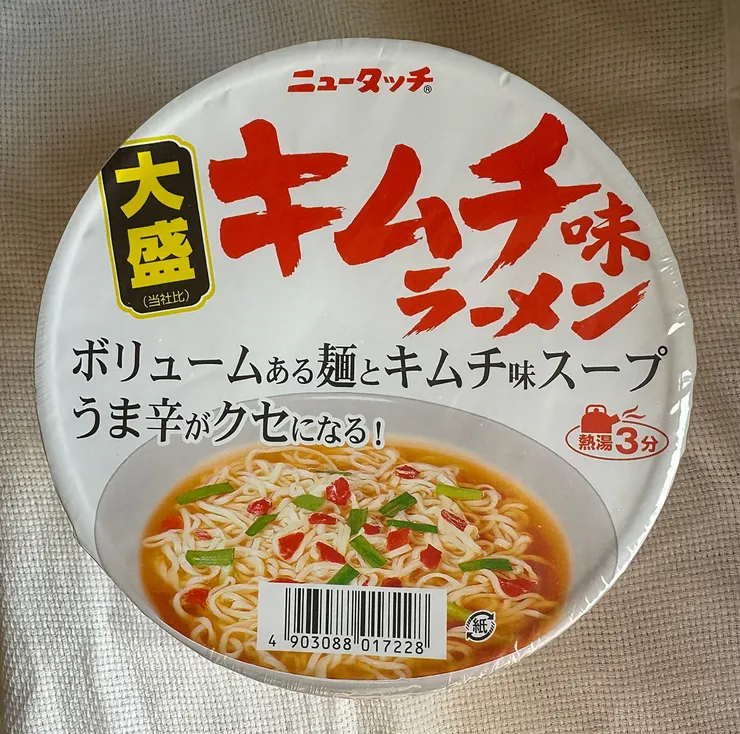 ニュータッチ®
大盛
(当社比)
キムチ味
ラーメン
ボリュームある麺とキムチ味スープ
うま辛がクセになる!
熱湯3分
紙
4 903088 017228